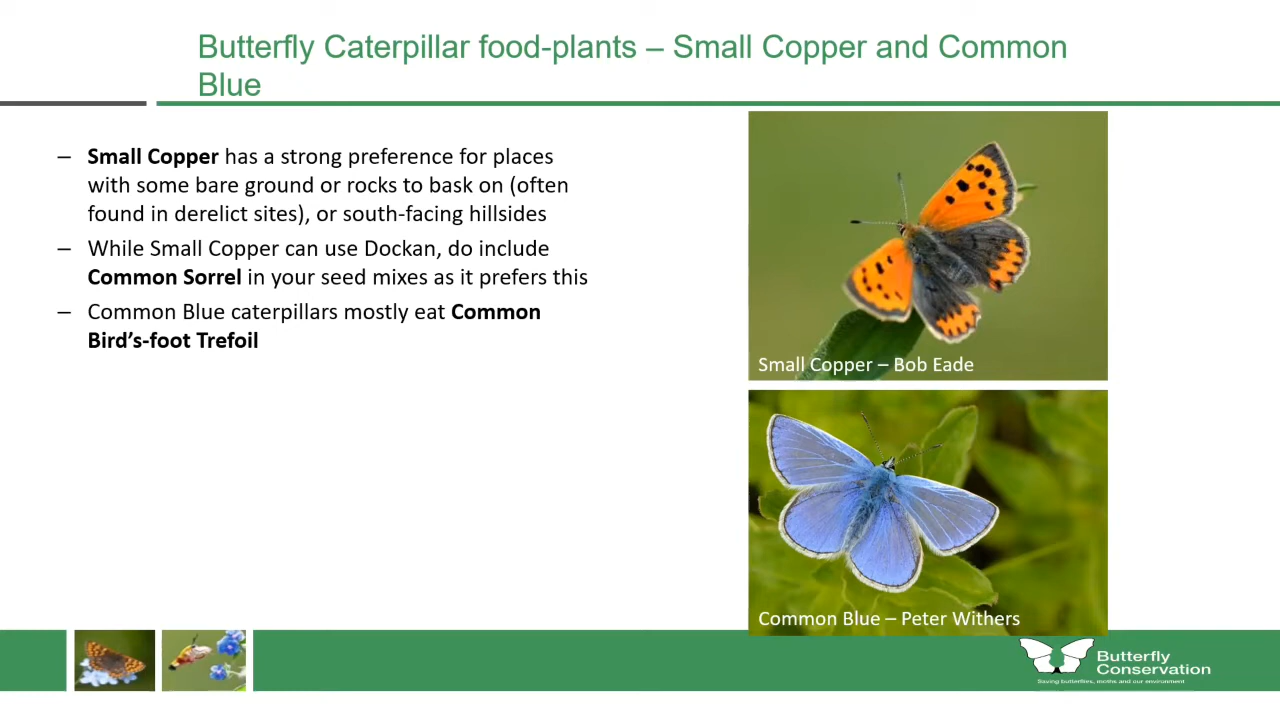 Butterfly Caterpillar food-plants – Small Copper and Common
Blue
– Small Copper has a strong preference for places
with some bare ground or rocks to bask on (often
found in derelict sites), or south-facing hillsides
– While Small Copper can use Dockan, do include
Common Sorrel in your seed mixes as it prefers this
– Common Blue caterpillars mostly eat Common
Bird’s-foot Trefoil
Small Copper – Bob Eade
Common Blue – Peter Withers
Butterfly
Conservation
Saving butterflies, moths and our environment